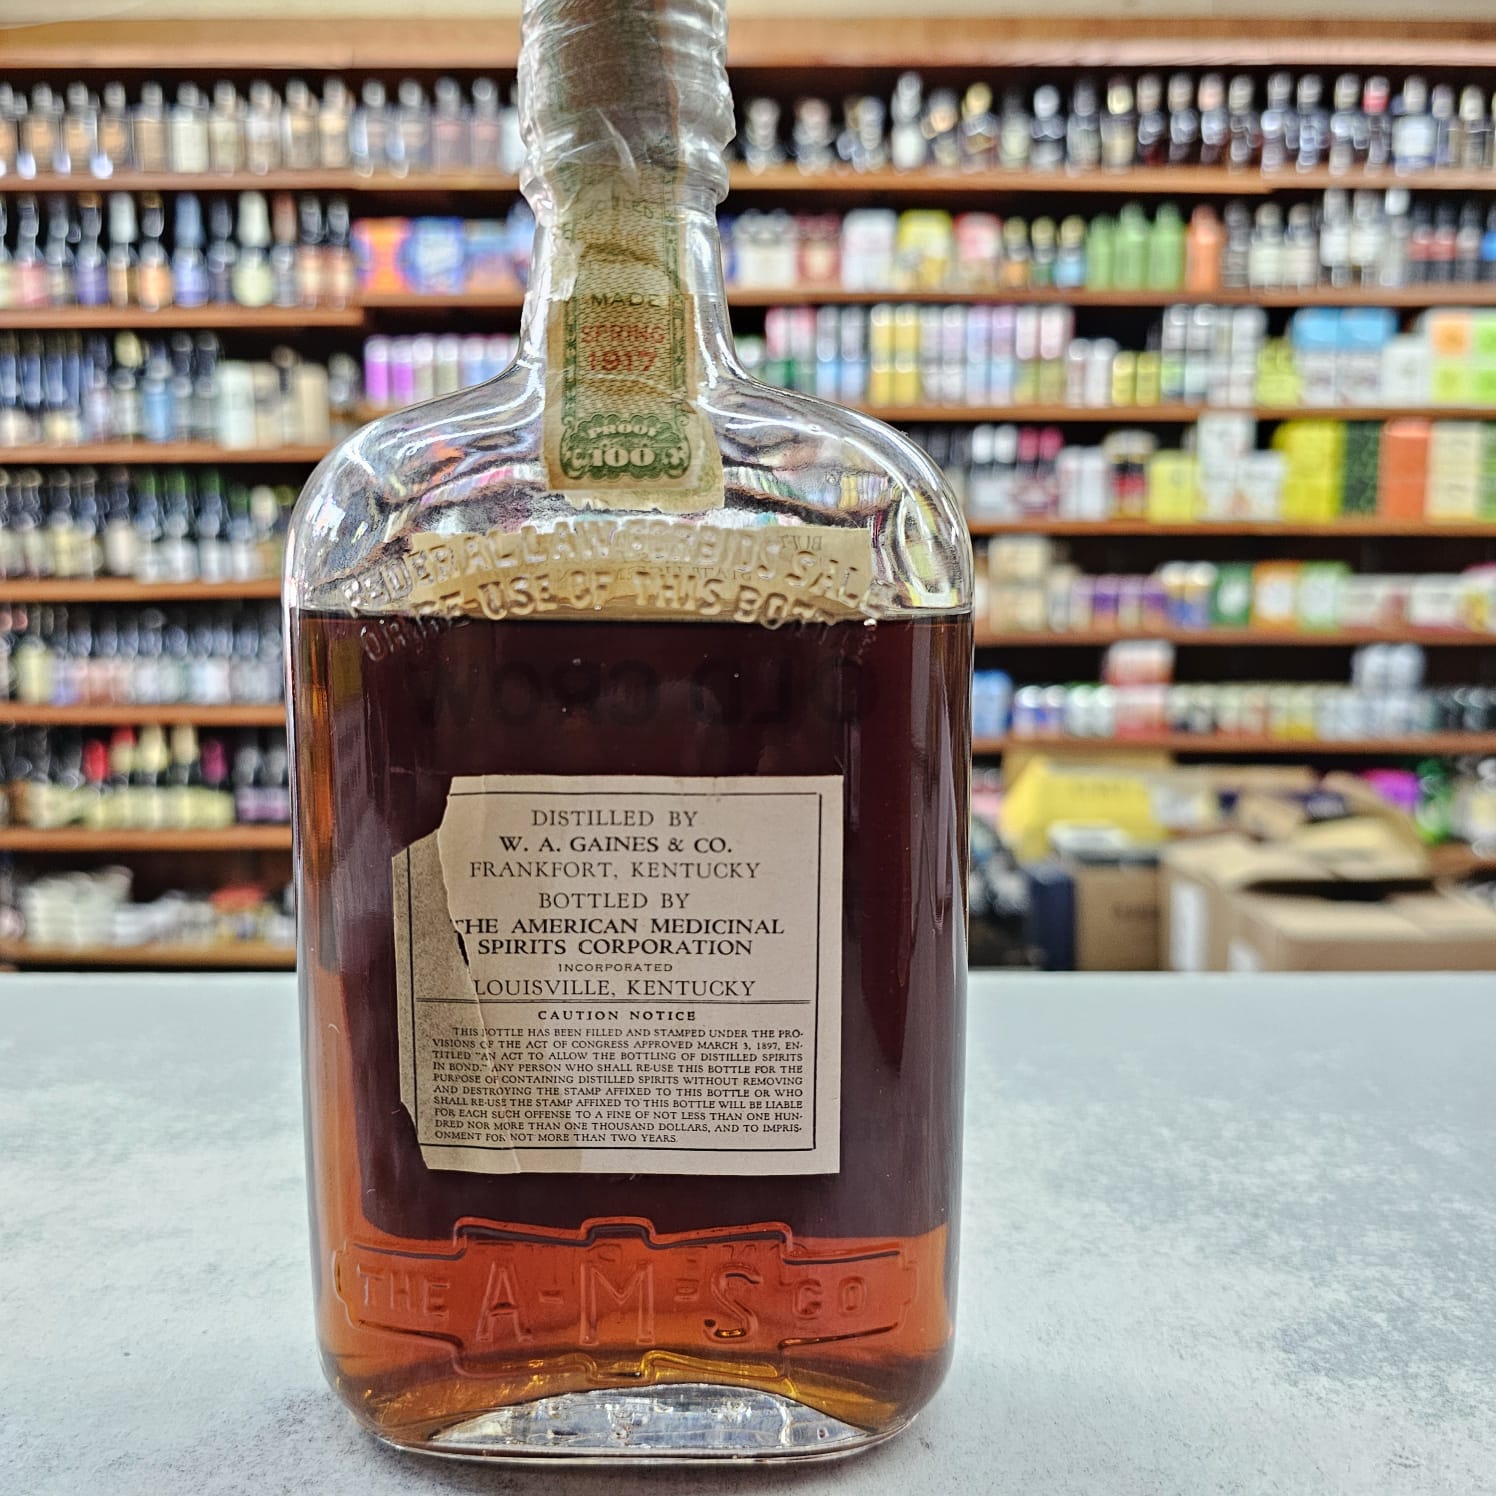 MADE
SPRING
1917
PROOF
100
FEDERAL LAW FORBIDS SALE
OR RE-USE OF THIS BOTTLE
OLD CROW
DISTILLED BY
W. A. GAINES & CO.
FRANKFORT, KENTUCKY
BOTTLED BY
THE AMERICAN MEDICINAL
SPIRITS CORPORATION
INCORPORATED
LOUISVILLE, KENTUCKY
CAUTION NOTICE
THIS BOTTLE HAS BEEN FILLED AND STAMPED UNDER THE PRO-
VISIONS OF THE ACT OF CONGRESS APPROVED MARCH 3, 1897, EN-
TITLED "AN ACT TO ALLOW THE BOTTLING OF DISTILLED SPIRITS
IN BOND." ANY PERSON WHO SHALL RE-USE THIS BOTTLE FOR THE
PURPOSE OF CONTAINING DISTILLED SPIRITS WITHOUT REMOVING
AND DESTROYING THE STAMP AFFIXED TO THIS BOTTLE OR WHO
SHALL RE-USE THE STAMP AFFIXED TO THIS BOTTLE WILL BE LIABLE
FOR EACH SUCH OFFENSE TO A FINE OF NOT LESS THAN ONE HUN-
DRED NOR MORE THAN ONE THOUSAND DOLLARS, AND TO IMPRIS-
ONMENT FOR NOT MORE THAN TWO YEARS.
THE A-M-S CO